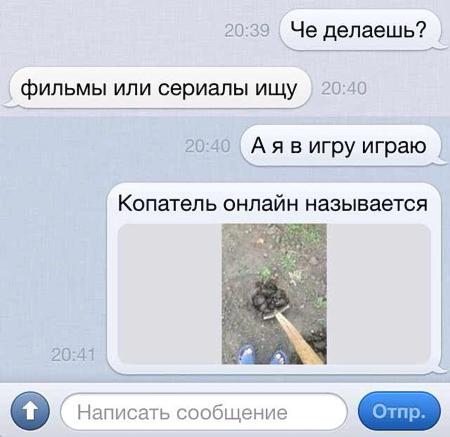 20:39 Че делаешь?
фильмы или сериалы ищу 20:40
20:40 А я в игру играю
Копатель онлайн называется
20:41
Написать сообщение Отпр.